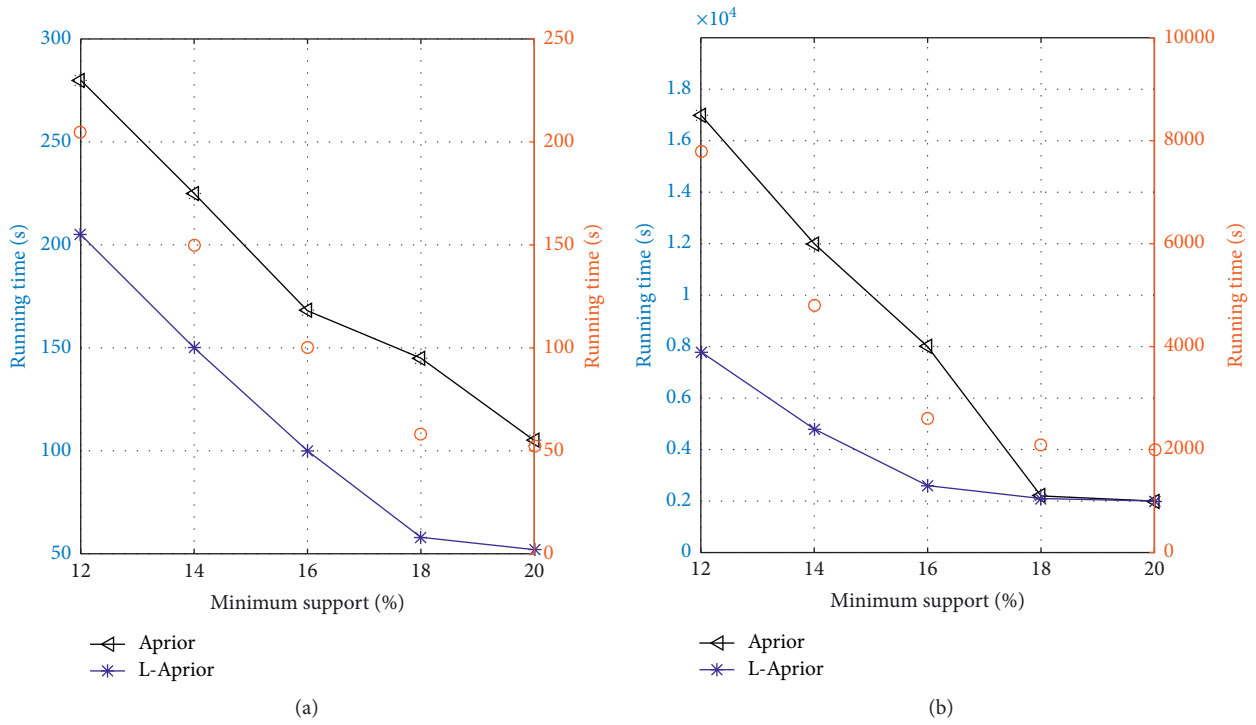 (a)
(b)
300
250
200
150
100
50
Running time (s)
250
200
150
100
50
0
Running time (s)
12
14
16
18
20
Minimum support (%)
Aprior
L-Aprior
(a)
×10⁴
1.8
1.6
1.4
1.2
1
0.8
0.6
0.4
0.2
0
Running time (s)
10000
8000
6000
4000
2000
0
Running time (s)
12
14
16
18
20
Minimum support (%)
Aprior
L-Aprior
(b)